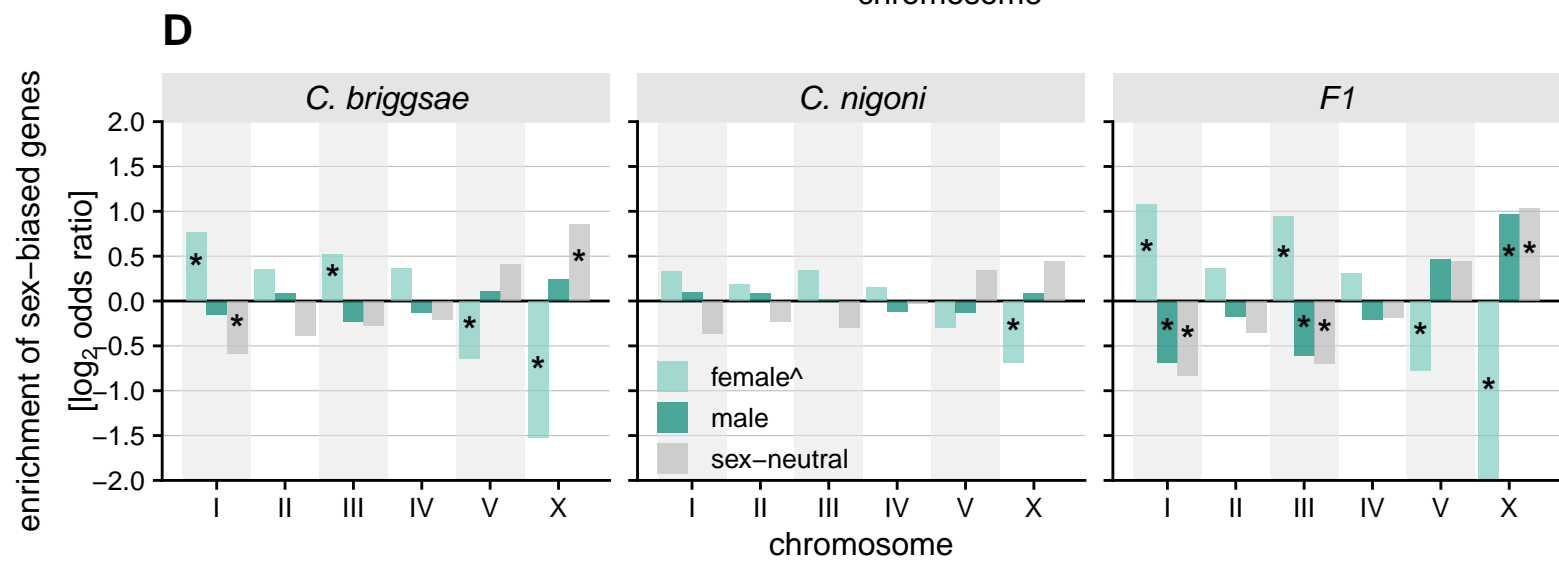 chromosome
D
C. briggsae
C. nigoni
F1
enrichment of sex−biased genes
[log2 odds ratio]
2.0
1.5
1.0
0.5
0.0
−0.5
−1.0
−1.5
−2.0
* * * * * *
*
* * * * * * * * *
female^
male
sex−neutral
I II III IV V X
I II III IV V X
I II III IV V X
chromosome